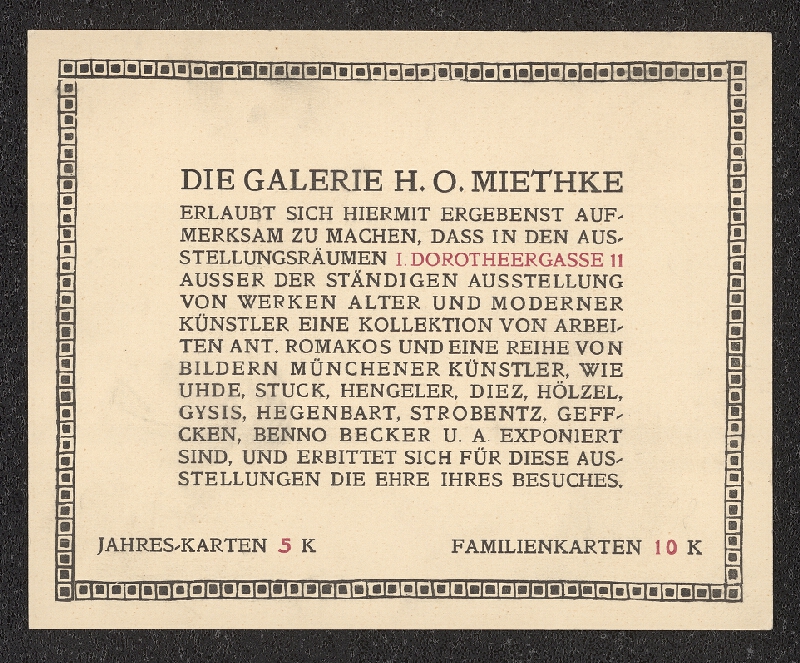 DIE GALERIE H. O. MIETHKE
ERLAUBT SICH HIERMIT ERGEBENST AUF-
MERKSAM ZU MACHEN, DASS IN DEN AUS-
STELLUNGSRÄUMEN I. DOROTHEERGASSE 11
AUSSER DER STÄNDIGEN AUSSTELLUNG
VON WERKEN ALTER UND MODERNER
KÜNSTLER EINE KOLLEKTION VON ARBEI-
TEN ANT. ROMAKOS UND EINE REIHE VON
BILDERN MÜNCHENER KÜNSTLER, WIE
UHDE, STUCK, HENGELER, DIEZ, HÖLZEL,
GYSIS, HEGENBART, STROBENTZ, GEFF-
CKEN, BENNO BECKER U. A. EXPONIERT
SIND, UND ERBITTET SICH FÜR DIESE AUS-
STELLUNGEN DIE EHRE IHRES BESUCHES.
JAHRES-KARTEN 5 K FAMILIENKARTEN 10 K